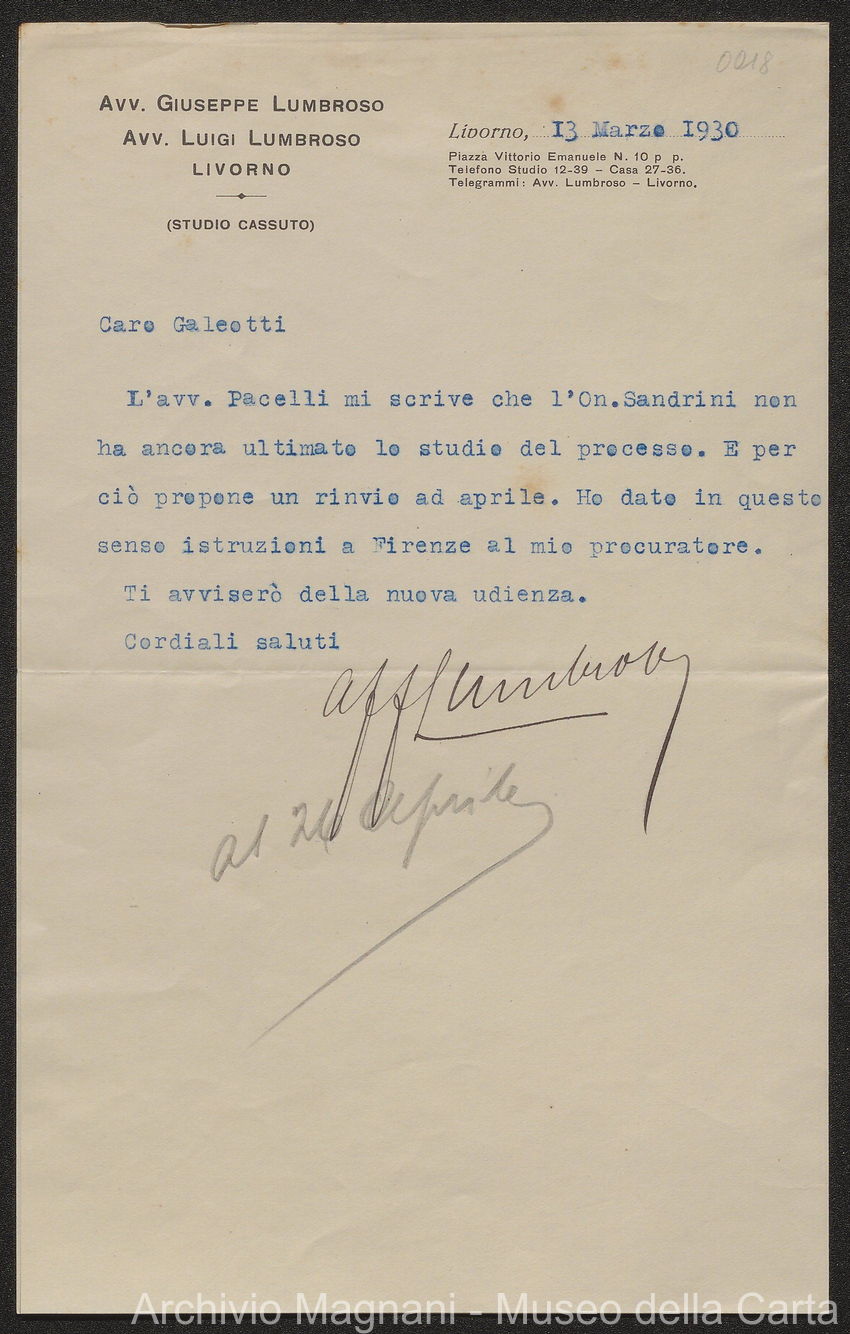 0218
AVV. GIUSEPPE LUMBROSO
AVV. LUIGI LUMBROSO
LIVORNO
(STUDIO CASSUTO)
Livorno, 13 Marzo 1930
Piazza Vittorio Emanuele N. 10 p p.
Telefono Studio 12-39 – Casa 27-36.
Telegrammi: Avv. Lumbroso – Livorno.
Caro Galeotti
L'avv. Pacelli mi scrive che l'On.Sandrini non
ha ancora ultimato lo studio del processo. E per
ciò propone un rinvio ad aprile. Ho dato in questo
senso istruzioni a Firenze al mio procuratore.
Ti avviserò della nuova udienza.
Cordiali saluti
aff Lumbroso
al Aprile
Archivio Magnani - Museo della Carta